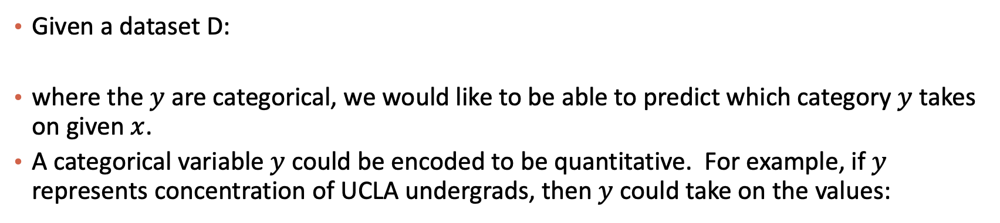 • Given a dataset D:
• where the y are categorical, we would like to be able to predict which category y takes
on given x.
• A categorical variable y could be encoded to be quantitative.  For example, if y
represents concentration of UCLA undergrads, then y could take on the values: